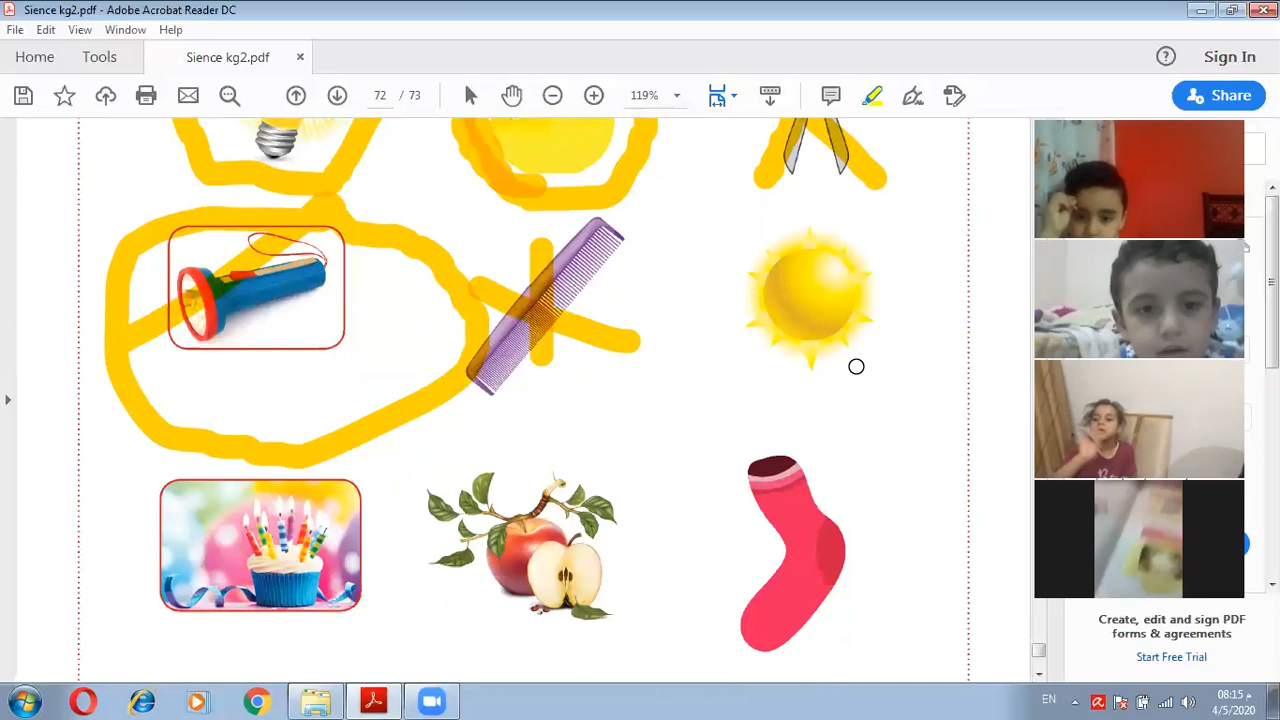 Sience kg2.pdf - Adobe Acrobat Reader DC
File Edit View Window Help
Home Tools Sience kg2.pdf × ? Sign In
72 / 73 119% Share
Create, edit and sign PDF
forms & agreements
Start Free Trial
EN 08:15 م
4/5/2020